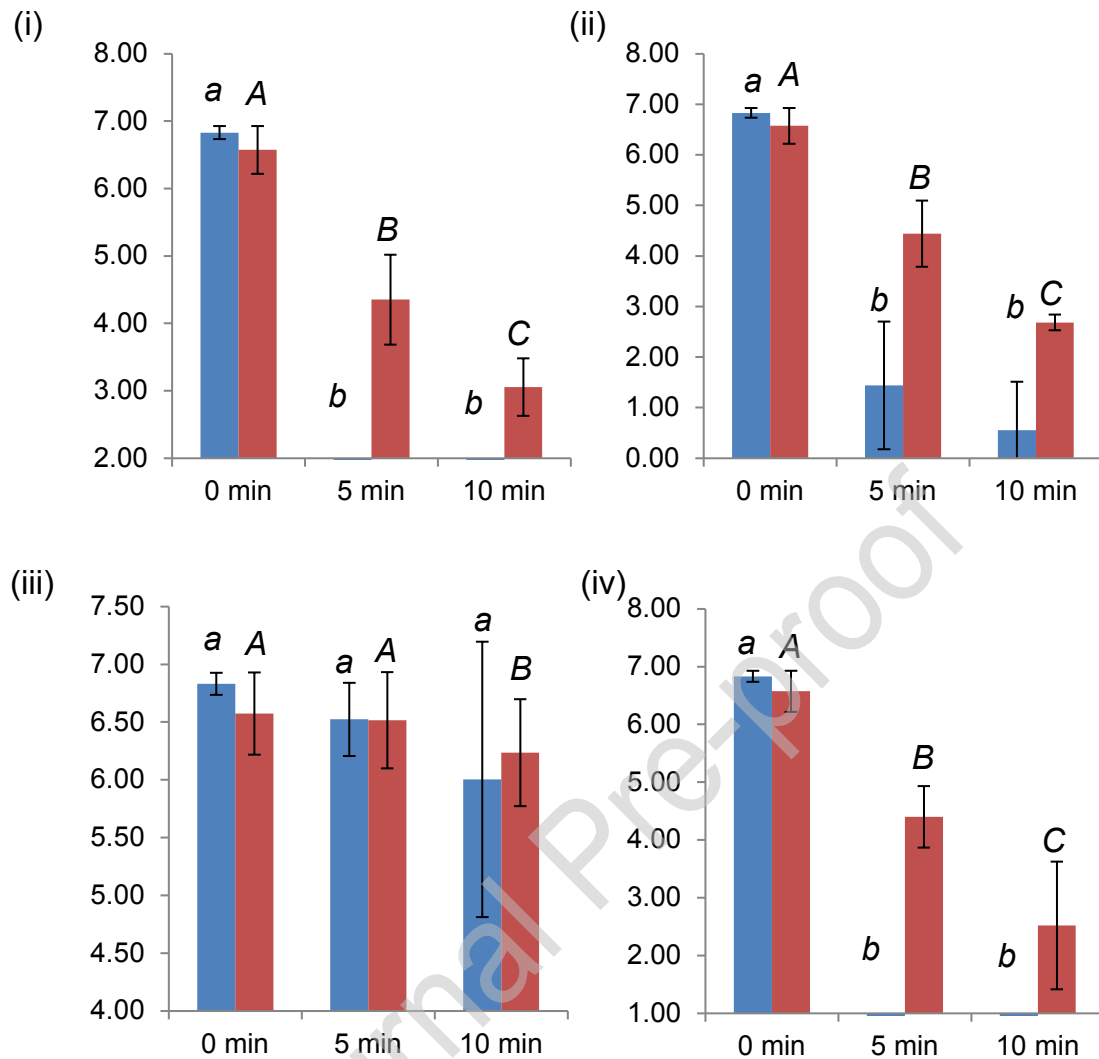 (i)
8.00
7.00
6.00
5.00
4.00
3.00
2.00
a A
b B
b C
0 min 5 min 10 min
(ii)
8.00
7.00
6.00
5.00
4.00
3.00
2.00
1.00
0.00
a A
b B
b C
0 min 5 min 10 min
(iii)
7.50
7.00
6.50
6.00
5.50
5.00
4.50
4.00
a A
a A
a B
0 min 5 min 10 min
(iv)
8.00
7.00
6.00
5.00
4.00
3.00
2.00
1.00
a A
b B
b C
0 min 5 min 10 min
rnal Pre-proof